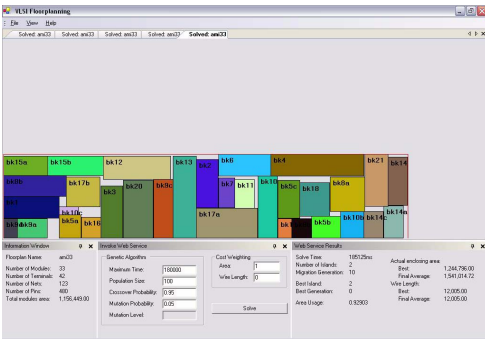 VLSI Floorplanning
File View Help
Solved: ami33 Solved: ami33 Solved: ami33 Solved: ami33 Solved: ami33
bk15a bk15b bk12 bk13 bk2 bk6 bk4 bk21 bk14
bk17b bk3 bk20 bk9c bk7 bk11 bk10 bk5c bk18 bk8a
bk10c bk5a bk16 bk17a bk5b bk10b bk14c bk14a
bk9a
Information Window
Floorplan Name: ami33
Number of Modules: 33
Number of Terminals: 42
Number of Nets: 123
Number of Pins: 480
Total modules area: 1,156,449.00
Invoke Web Service
Genetic Algorithm
Maximum Time: 180000
Population Size: 100
Crossover Probability: 0.95
Mutation Probability: 0.05
Mutation Level:
Cost Weighting
Area: 1
Wire Length: 0
Solve
Web Service Results
Solve Time 185125ms
Number of Islands: 2
Migration Generation: 10
Best Island 2
Best Generation: 0
Area Usage: 0.92903
Actual enclosing area:
Best: 1,244,796.00
Final Average: 1,541,014.72
Wire Length:
Best: 12,005.00
Final Average: 12,005.00